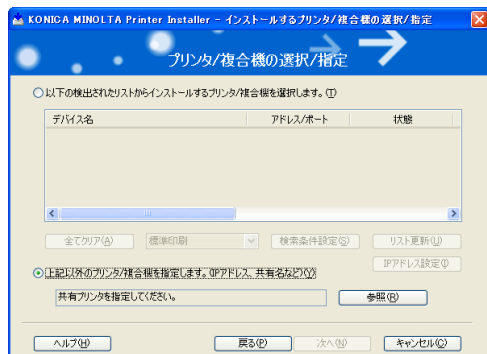 KONICA MINOLTA Printer Installer - インストールするプリンタ/複合機の選択/指定
プリンタ/複合機の選択/指定
以下の検出されたリストからインストールするプリンタ/複合機を選択します。(T)
デバイス名 アドレス/ポート 状態
全てクリア(A) 標準印刷 検索条件設定(S) リスト更新(U)
IPアドレス設定(I)
上記以外のプリンタ/複合機を指定します。(IPアドレス、共有名など)(Y)
共有プリンタを指定してください。 参照(R)
ヘルプ(H) 戻る(P) 次へ(N) キャンセル(C)